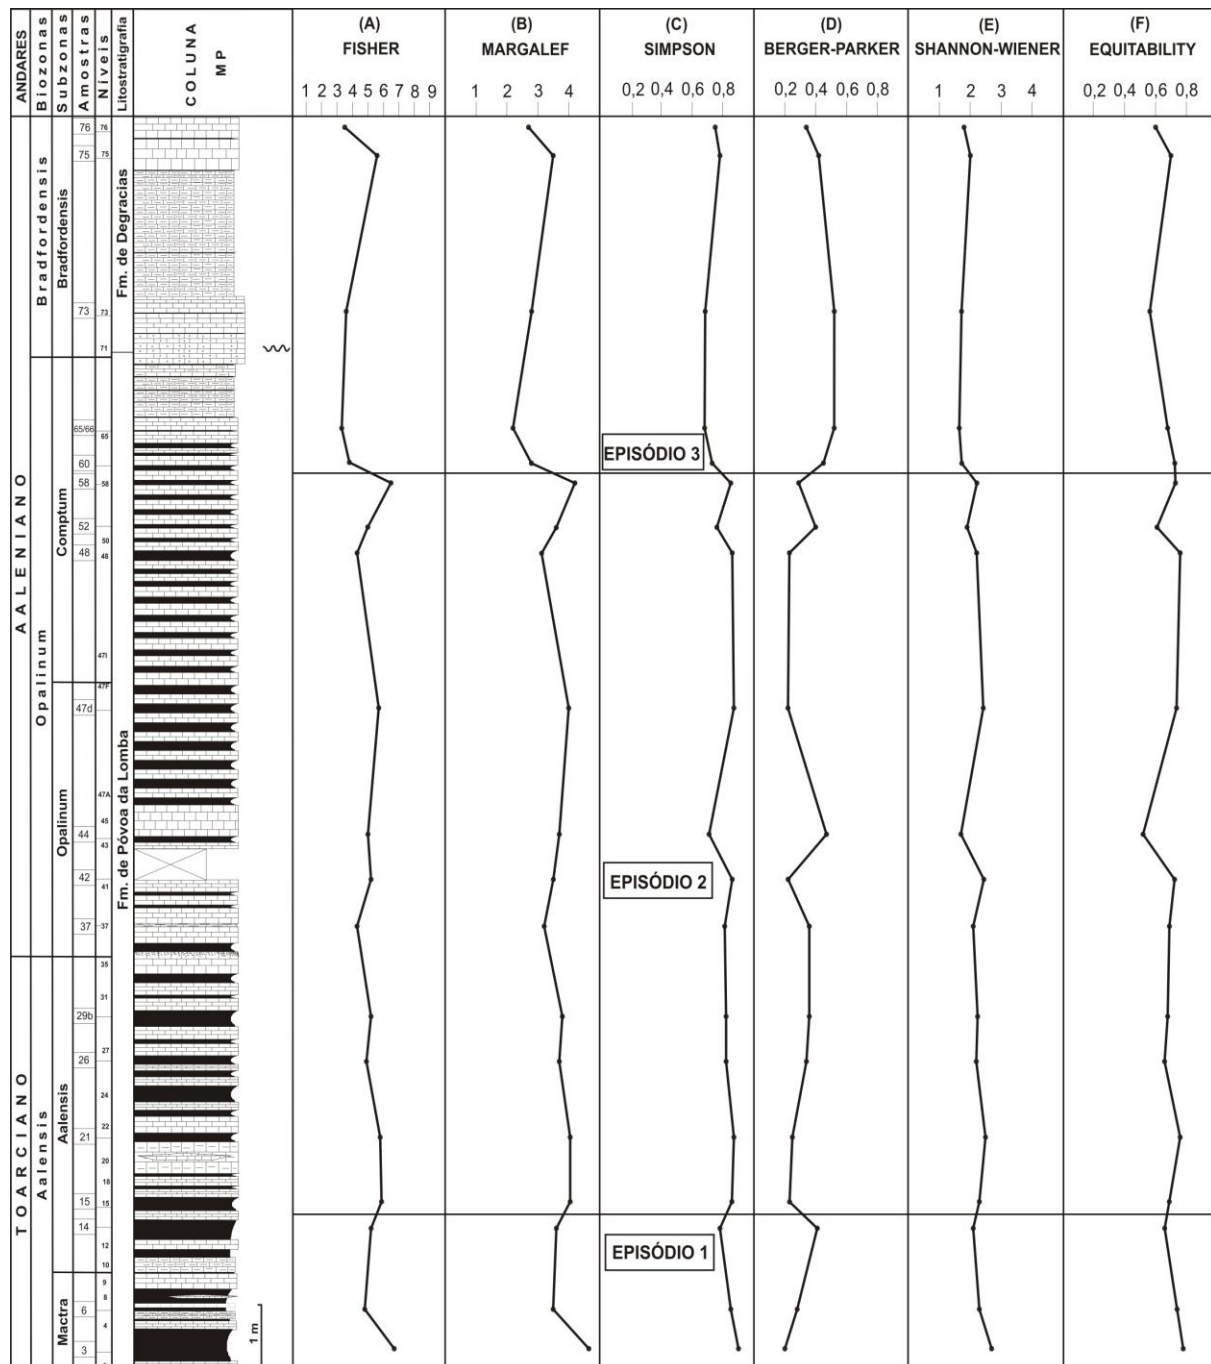 ANDARES
Biozonas
Subzonas
Amostras
Níveis
Litostratigrafia
COLUNA
MP
(A)
FISHER
1 2 3 4 5 6 7 8 9
(B)
MARGALEF
1 2 3 4
(C)
SIMPSON
0,2 0,4 0,6 0,8
(D)
BERGER-PARKER
0,2 0,4 0,6 0,8
(E)
SHANNON-WIENER
1 2 3 4
(F)
EQUITABILITY
0,2 0,4 0,6 0,8
AALENIANO
TOARCIANO
Bradfordensis
Opalinum
Aalensis
Bradfordensis
Comptum
Opalinum
Aalensis
Mactra
76
75
73
65/66
60
58
52
48
47d
44
42
37
29b
26
21
15
14
6
3
76
75
73
71
65
60
58
50
48
47I
47F
47A
45
43
41
37
35
31
27
24
22
20
18
15
12
10
9
8
4
Fm. de Degracias
Fm. de Póvoa da Lomba
1 m
EPISÓDIO 3
EPISÓDIO 2
EPISÓDIO 1